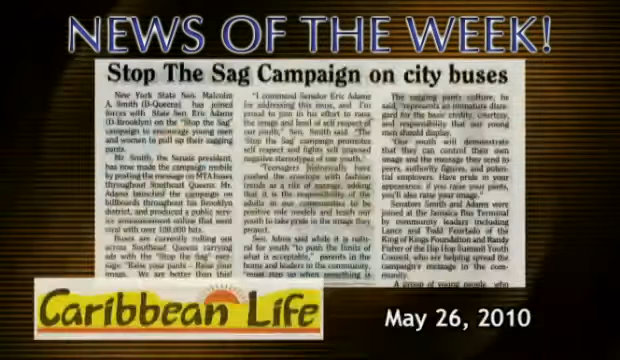 NEWS OF THE WEEK!
Stop The Sag Campaign on city buses
New York State Sen. Malcolm
A. Smith (D-Queens) has joined
forces with State Sen. Eric Adams
(D-Brooklyn) on the "Stop the Sag"
campaign to encourage young men
and women to pull up their sagging
pants.
Mr. Smith, the Senate president,
has now made the campaign mobile
by posting the message on MTA buses
throughout Southeast Queens. Mr.
Adams launched the campaign on
billboards throughout his Brooklyn
district, and produced a public serv-
ice announcement online that went
viral with over 100,000 hits.
Buses are currently rolling out
across Southeast Queens carrying
ads with the "Stop the Sag" mes-
sage: "Raise your pants - Raise your
image. We are better than this!
"I commend Senator Eric Adams
for addressing this issue, and I'm
proud to join in his effort to raise
the image and level of self respect of
our youth," Sen. Smith said. "The
'Stop the Sag' campaign promotes
self respect and fights self imposed
negative stereotypes of our youth."
"Teenagers historically have
pushed the envelope with fashion
trends as a rite of passage, adding
that it is the responsibility of the
adults in our communities to be
positive role models and teach our
youth to take pride in the image they
project.
Sen. Adams said while it is natu-
ral for youth "to push the limits of
what is acceptable," parents in the
home and leaders in the community,
"must step up when something is
The sagging pants culture, he
said, "represents an immature disre-
gard for the basic civility, courtesy,
and responsibility that our young
men should display.
"Our youth will demonstrate
that they can control their own
image and the message they send to
peers, authority figures, and poten-
tial employers. Have pride in your
appearance; if you raise your pants,
you'll also raise your image."
Senators Smith and Adams were
joined at the Jamaica Bus Terminal
by community leaders including
Lance and Todd Feurtado of the
King of Kings Foundation and Randy
Fisher of the Hip Hop Summit Youth
Council, who are helping spread the
campaign's message in the com-
munity.
A group of young people, who
Caribbean Life
May 26, 2010